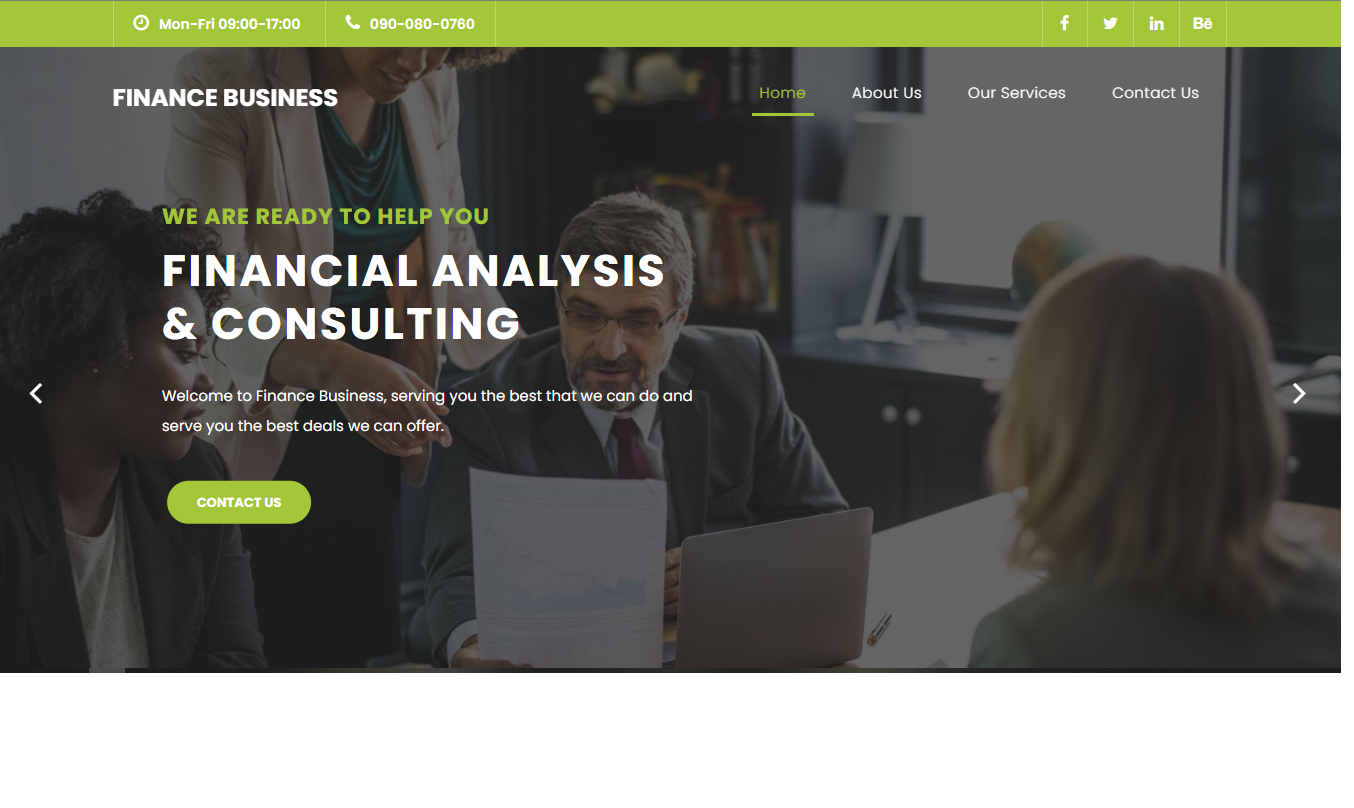 Mon-Fri 09:00-17:00 090-080-0760 Bē
FINANCE BUSINESS Home About Us Our Services Contact Us
WE ARE READY TO HELP YOU
FINANCIAL ANALYSIS
& CONSULTING
Welcome to Finance Business, serving you the best that we can do and
serve you the best deals we can offer.
CONTACT US